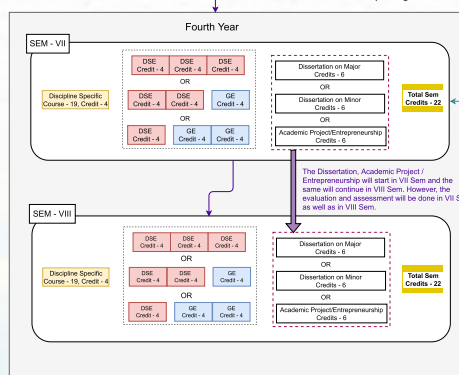 Fourth Year
SEM - VII
Discipline Specific
Course - 19, Credit - 4
DSE
Credit - 4
DSE
Credit - 4
DSE
Credit - 4
OR
DSE
Credit - 4
DSE
Credit - 4
GE
Credit - 4
OR
DSE
Credit - 4
GE
Credit - 4
GE
Credit - 4
Dissertation on Major
Credits - 6
OR
Dissertation on Minor
Credits - 6
OR
Academic Project/Entrepreneurship
Credits - 6
Total Sem
Credits - 22
The Dissertation, Academic Project /
Entrepreneurship will start in VII Sem and the
same will continue in VIII Sem. However, the
evaluation and assessment will be done in VII S
as well as in VIII Sem.
SEM - VIII
Discipline Specific
Course - 19, Credit - 4
DSE
Credit - 4
DSE
Credit - 4
DSE
Credit - 4
OR
DSE
Credit - 4
DSE
Credit - 4
GE
Credit - 4
OR
DSE
Credit - 4
GE
Credit - 4
GE
Credit - 4
Dissertation on Major
Credits - 6
OR
Dissertation on Minor
Credits - 6
OR
Academic Project/Entrepreneurship
Credits - 6
Total Sem
Credits - 22